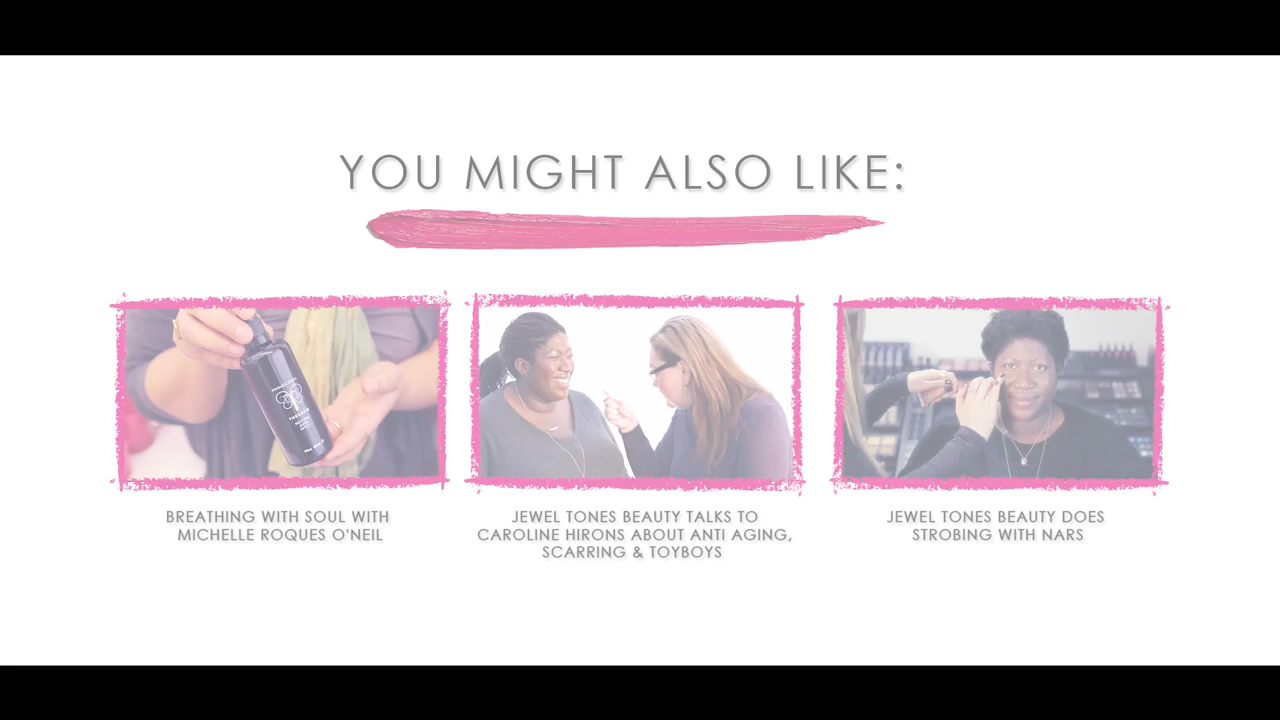 YOU MIGHT ALSO LIKE:
BREATHING WITH SOUL WITH
MICHELLE ROQUES O'NEIL
JEWEL TONES BEAUTY TALKS TO
CAROLINE HIRONS ABOUT ANTI AGING,
SCARRING & TOYBOYS
JEWEL TONES BEAUTY DOES
STROBING WITH NARS